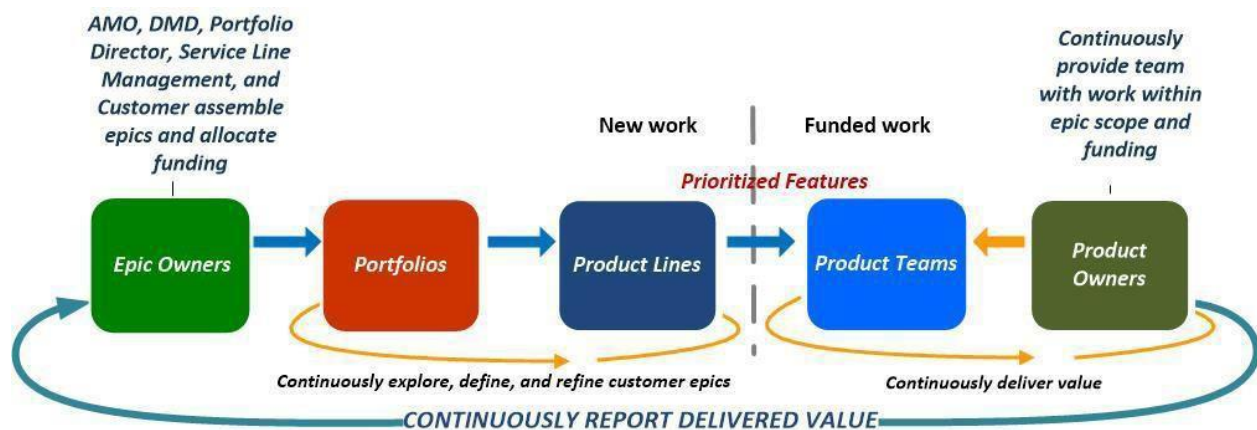 AMO, DMD, Portfolio
Director, Service Line
Management, and
Customer assemble
epics and allocate
funding
Continuously
provide team
with work within
epic scope and
funding
New work
Funded work
Prioritized Features
Epic Owners
Portfolios
Product Lines
Product Teams
Product
Owners
Continuously explore, define, and refine customer epics
Continuously deliver value
CONTINUOUSLY REPORT DELIVERED VALUE